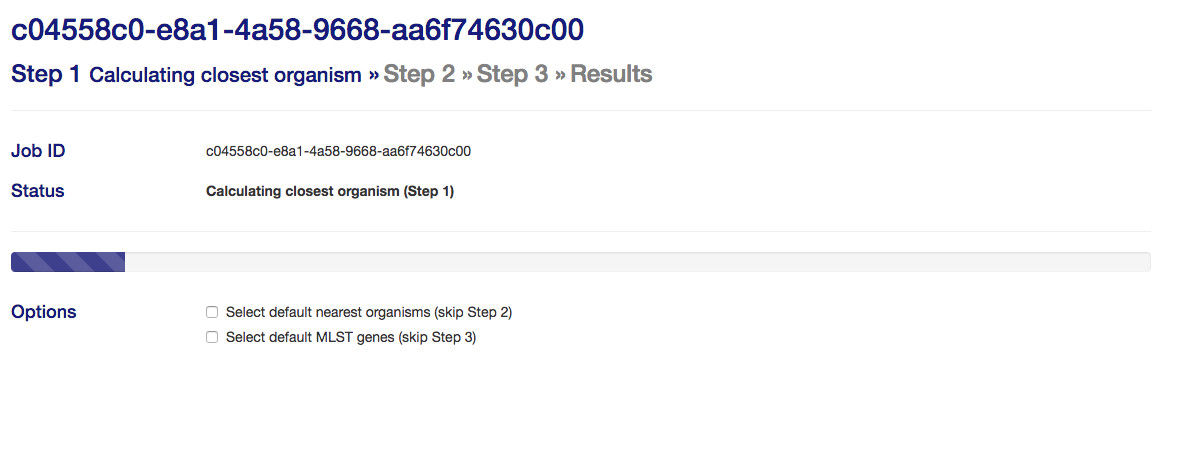 c04558c0-e8a1-4a58-9668-aa6f74630c00
Step 1 Calculating closest organism » Step 2 » Step 3 » Results
Job ID c04558c0-e8a1-4a58-9668-aa6f74630c00
Status Calculating closest organism (Step 1)
Options Select default nearest organisms (skip Step 2)
Select default MLST genes (skip Step 3)